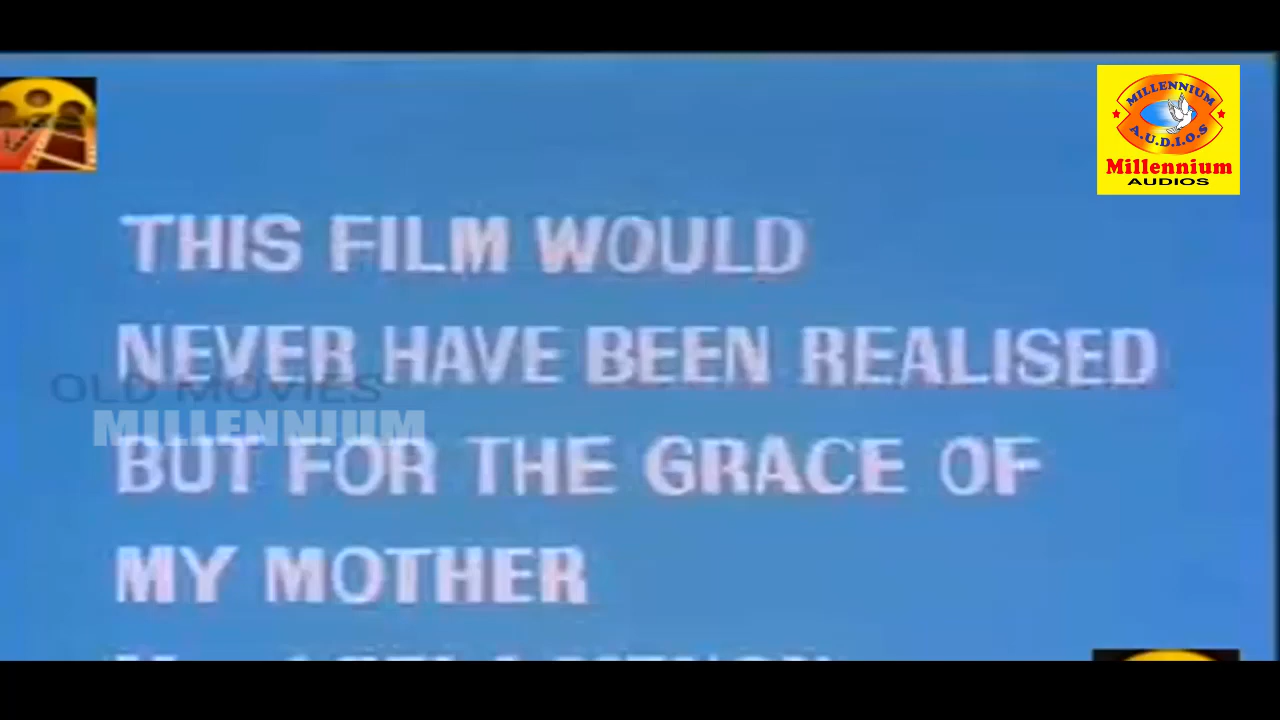 MILLENNIUM
A.U.D.I.O.S
Millennium
AUDIOS
THIS FILM WOULD
NEVER HAVE BEEN REALISED
OLD MOVIES
MILLENNIUM
BUT FOR THE GRACE OF
MY MOTHER